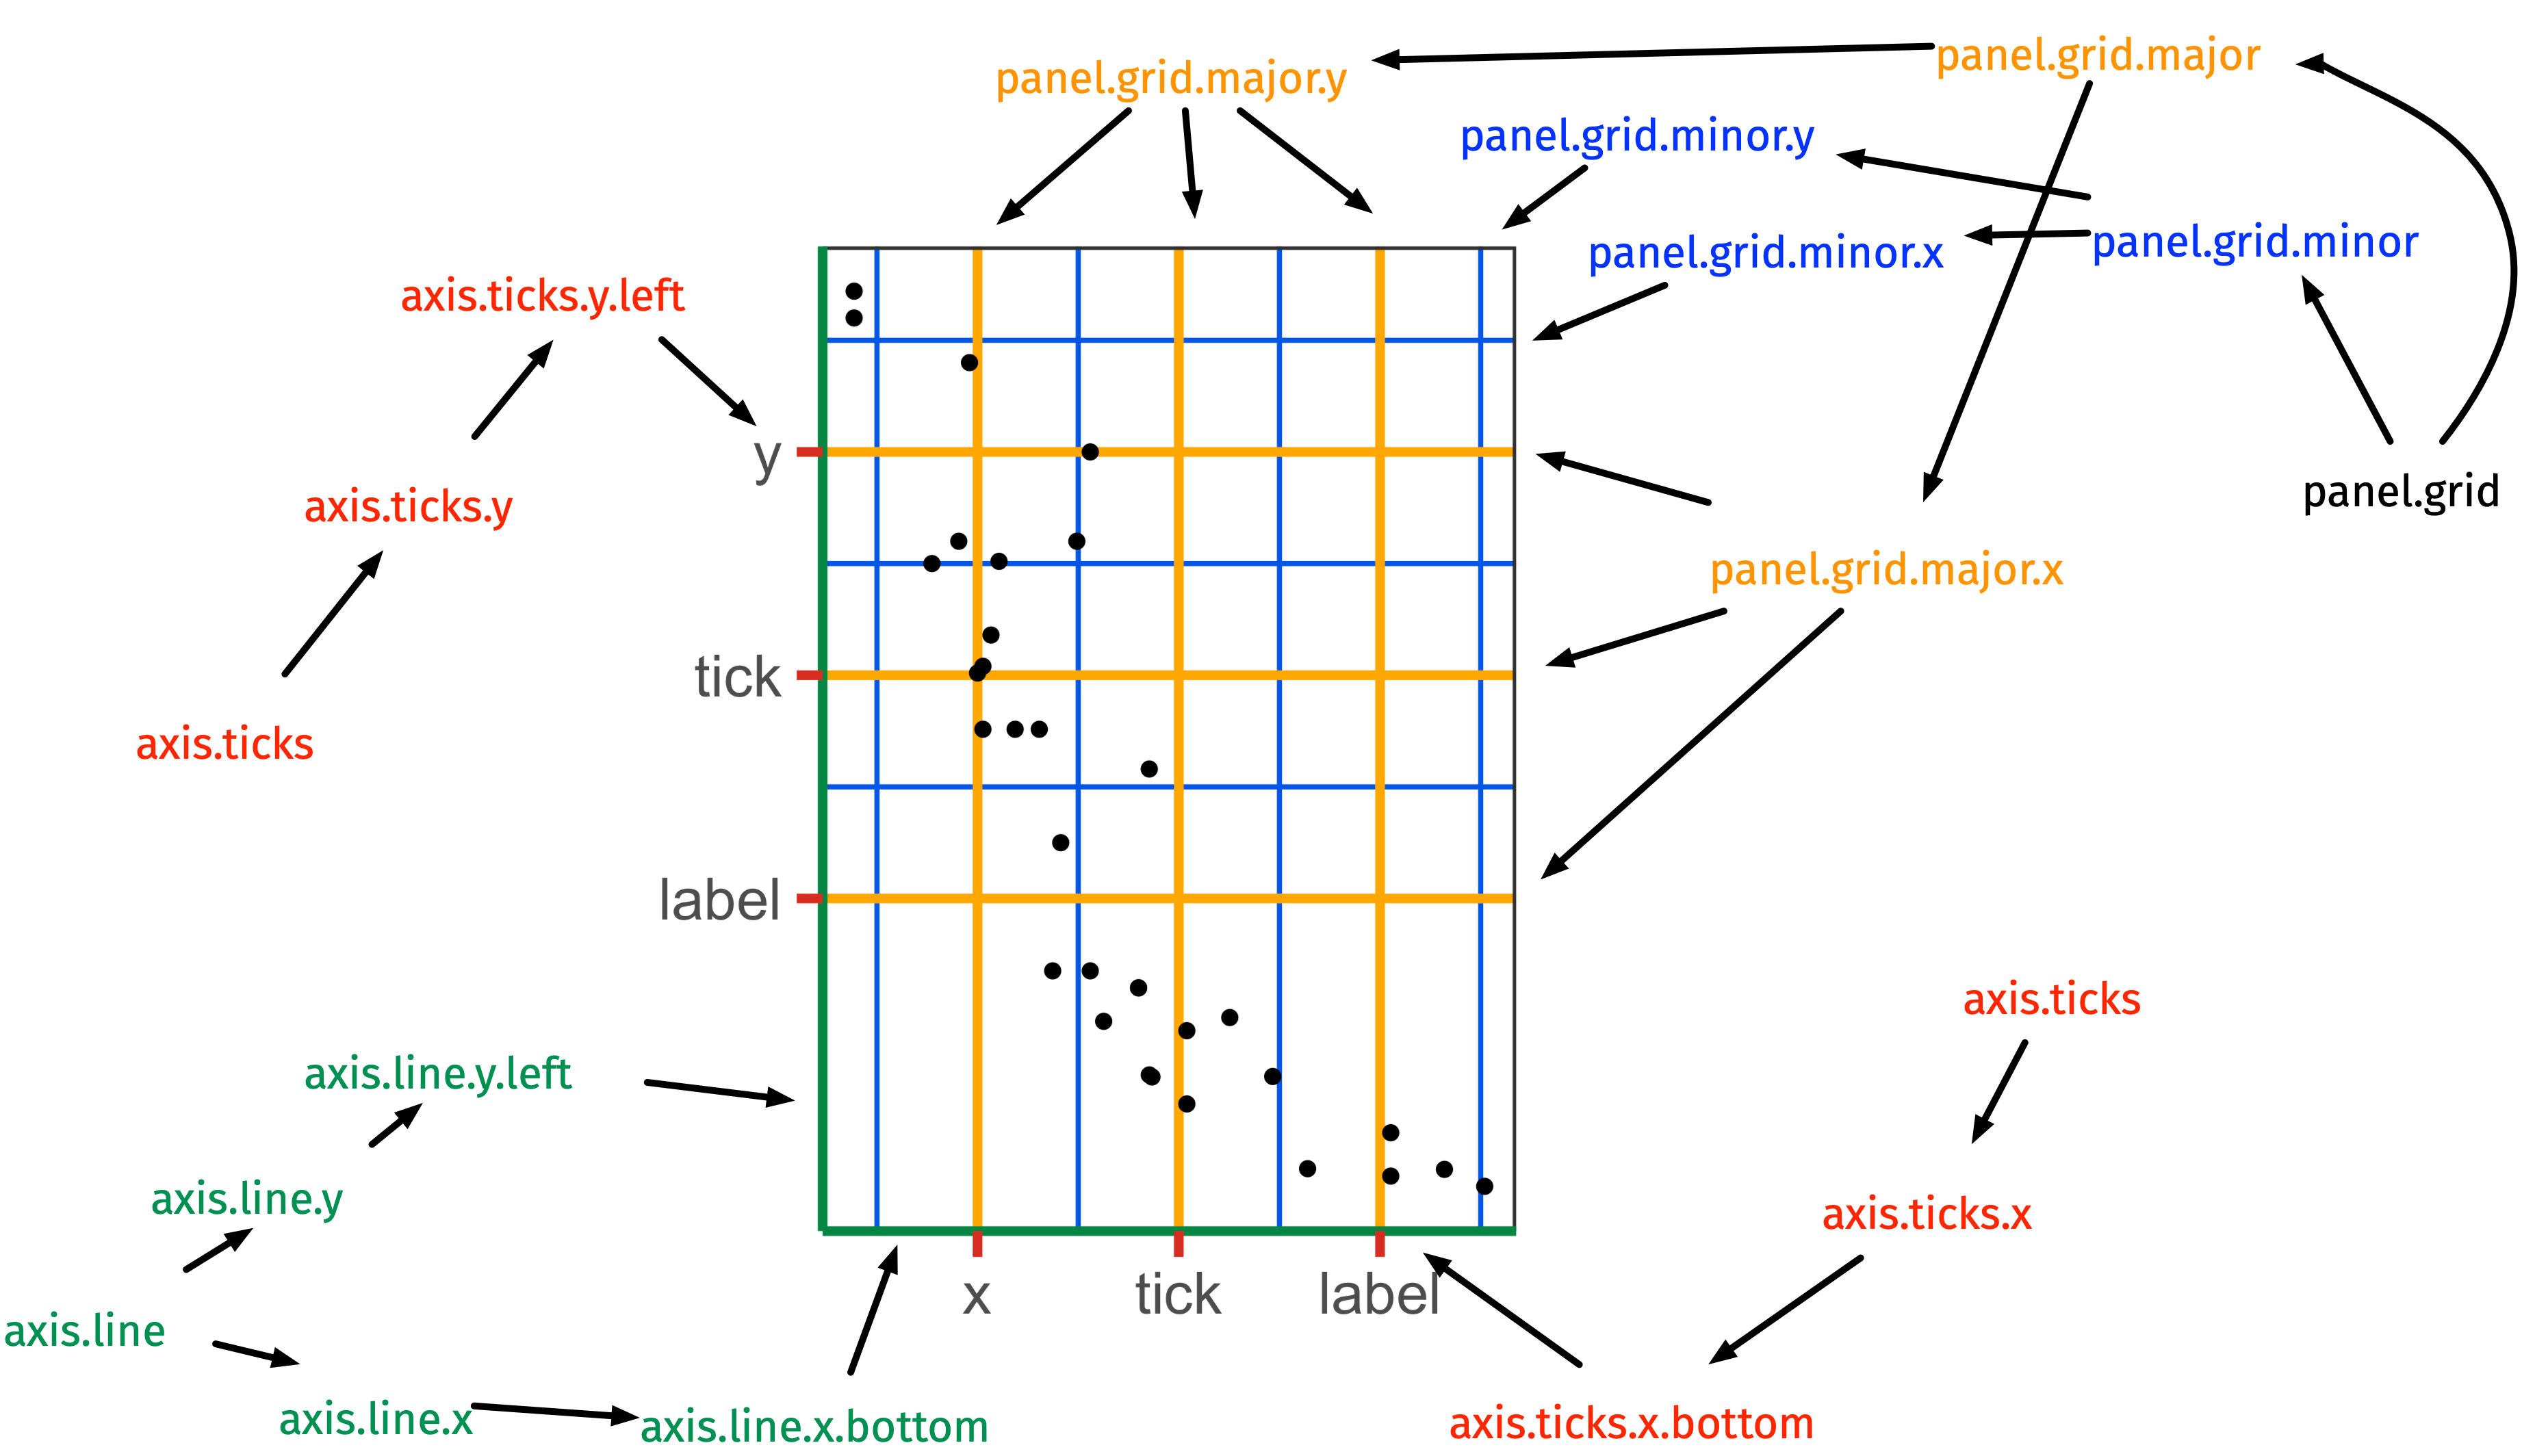 panel.grid.major
panel.grid.major.y
panel.grid.minor.y
panel.grid.minor.x
panel.grid.minor
axis.ticks.y.left
y
panel.grid
axis.ticks.y
panel.grid.major.x
tick
axis.ticks
label
axis.ticks
axis.line.y.left
axis.line.y
axis.ticks.x
x
tick
label
axis.line
axis.line.x
axis.line.x.bottom
axis.ticks.x.bottom